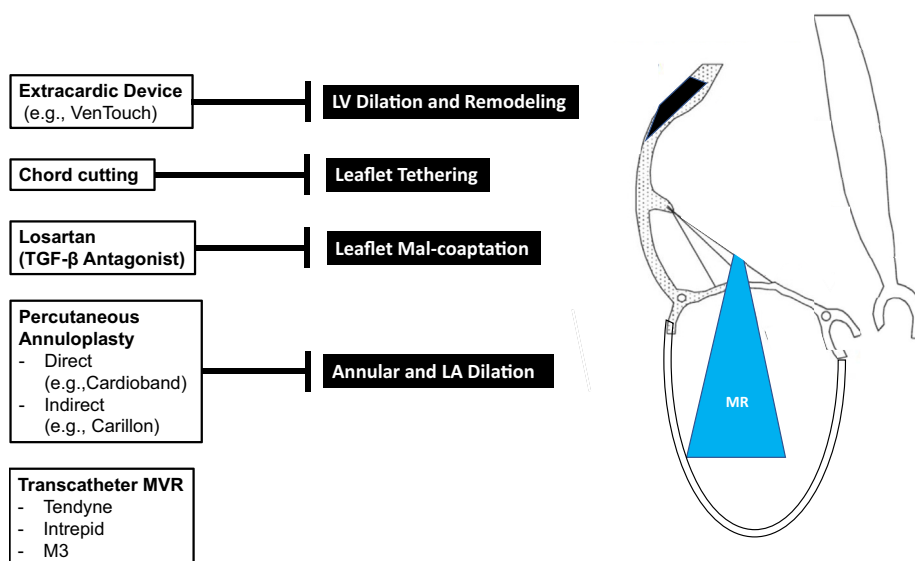 Extracardic Device
(e.g., VenTouch)
LV Dilation and Remodeling
Chord cutting
Leaflet Tethering
Losartan
(TGF-β Antagonist)
Leaflet Mal-coaptation
Percutaneous
Annuloplasty
- Direct
(e.g.,Cardioband)
- Indirect
(e.g., Carillon)
Annular and LA Dilation
MR
Transcatheter MVR
- Tendyne
- Intrepid
- M3